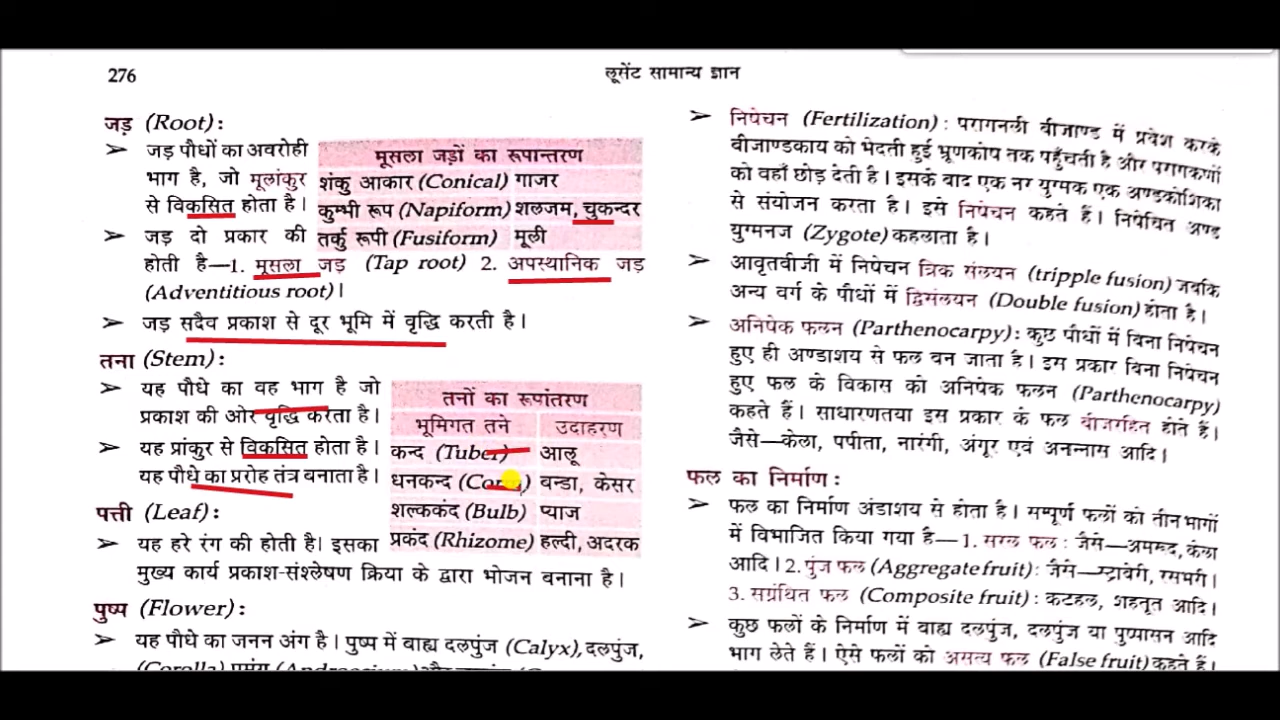 276
लूसेंट सामान्य ज्ञान
जड़ (Root) :
➢ जड़ पौधों का अवरोही
भाग है, जो मूलांकुर
से विकसित होता है।
➢ जड़ दो प्रकार की
होती है—1. मूसला जड़ (Tap root) 2. अपस्थानिक जड़
(Adventitious root)।
मूसला जड़ों का रूपान्तरण
शंकु आकार (Conical) गाजर
कुम्भी रूप (Napiform) शलजम, चुकन्दर
तर्कु रूपी (Fusiform) मूली
➢ जड़ सदैव प्रकाश से दूर भूमि में वृद्धि करती है।
तना (Stem) :
➢ यह पौधे का वह भाग है जो
प्रकाश की ओर वृद्धि करता है।
➢ यह प्रांकुर से विकसित होता है।
यह पौधे का प्ररोह तंत्र बनाता है।
तनों का रूपांतरण
भूमिगत तने उदाहरण
कन्द (Tuber) आलू
धनकन्द (Corm) बन्डा, केसर
शल्ककंद (Bulb) प्याज
प्रकंद (Rhizome) हल्दी, अदरक
पत्ती (Leaf) :
➢ यह हरे रंग की होती है। इसका
मुख्य कार्य प्रकाश-संश्लेषण क्रिया के द्वारा भोजन बनाना है।
पुष्प (Flower) :
➢ यह पौधे का जनन अंग है। पुष्प में बाह्य दलपुंज (Calyx), दलपुंज,
➢ निषेचन (Fertilization) : परागनली बीजाण्ड में प्रवेश करके
बीजाण्डकाय को भेदती हुई भ्रूणकोष तक पहुँचती है और परागकणों
को वहाँ छोड़ देती है। इसके बाद एक नर युग्मक एक अण्डकोशिका
से संयोजन करता है। इसे निषेचन कहते हैं। निषेचित अण्ड
युग्मनज (Zygote) कहलाता है।
➢ आवृतबीजी में निषेचन त्रिक संलयन (tripple fusion) जबकि
अन्य वर्ग के पौधों में द्विसंलयन (Double fusion) होता है।
➢ अनिषेक फलन (Parthenocarpy) : कुछ पौधों में बिना निषेचन
हुए ही अण्डाशय से फल बन जाता है। इस प्रकार बिना निषेचन
हुए फल के विकास को अनिषेक फलन (Parthenocarpy)
कहते हैं। साधारणतया इस प्रकार के फल बीजरहित होते हैं।
जैसे—केला, पपीता, नारंगी, अंगूर एवं अनन्नास आदि।
फल का निर्माण :
➢ फल का निर्माण अंडाशय से होता है। सम्पूर्ण फलों को तीन भागों
में विभाजित किया गया है—1. सरल फल : जैसे—अमरूद, केला
आदि। 2. पुंज फल (Aggregate fruit) : जैसे—स्ट्राबेरी, रसभरी।
3. सग्रंथित फल (Composite fruit) : कटहल, शहतूत आदि।
➢ कुछ फलों के निर्माण में बाह्य दलपुंज, दलपुंज या पुष्पासन आदि
भाग लेते हैं। ऐसे फलों को असत्य फल (False fruit) कहते हैं।